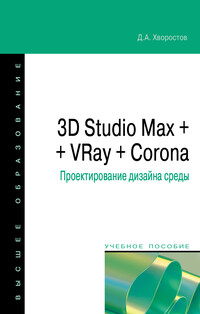 Д.А. Хворостов
3D Studio Max +
+ VRay + Corona
Проектирование дизайна среды
ВЫСШЕЕ ОБРАЗОВАНИЕ
УЧЕБНОЕ ПОСОБИЕ